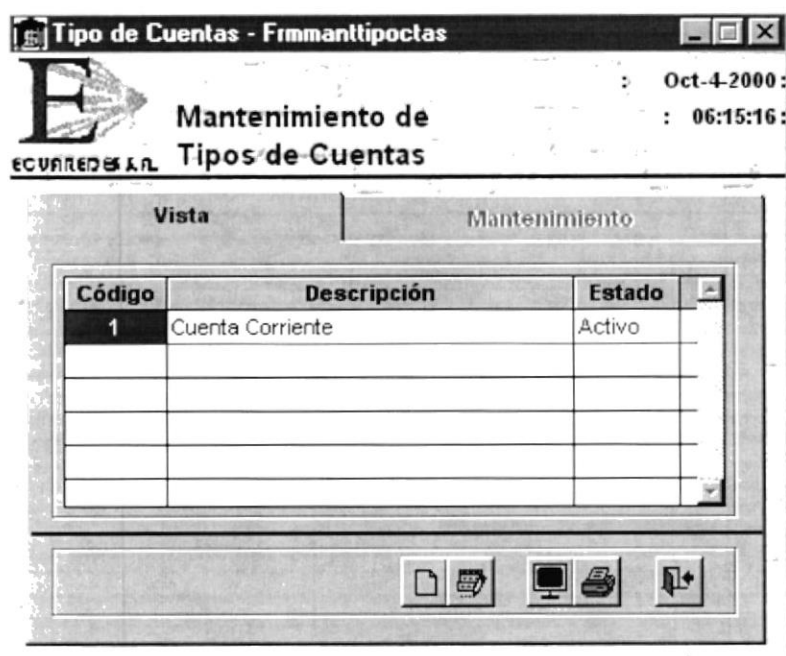 Tipo de Cuentas - Frmmanttipoctas
: Oct-4-2000 :
Mantenimiento de
: 06:15:16 :
ECUAREDES S.A.
Tipos de Cuentas
Vista
Mantenimiento
Código Descripción Estado
1 Cuenta Corriente Activo